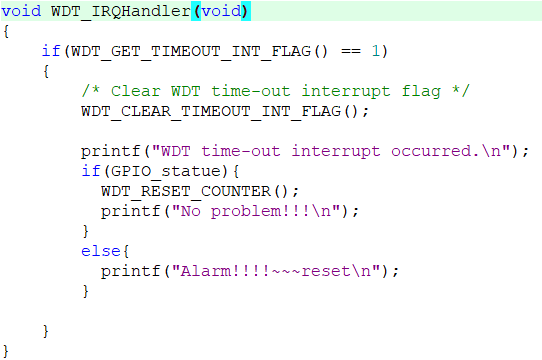 void WDT_IRQHandler(void)
{
    if(WDT_GET_TIMEOUT_INT_FLAG() == 1)
    {
        /* Clear WDT time-out interrupt flag */
        WDT_CLEAR_TIMEOUT_INT_FLAG();

        printf("WDT time-out interrupt occurred.\n");
        if(GPIO_statue){
          WDT_RESET_COUNTER();
          printf("No problem!!!\n");
        }
        else{
          printf("Alarm!!!!~~~reset\n");
        }

    }
}